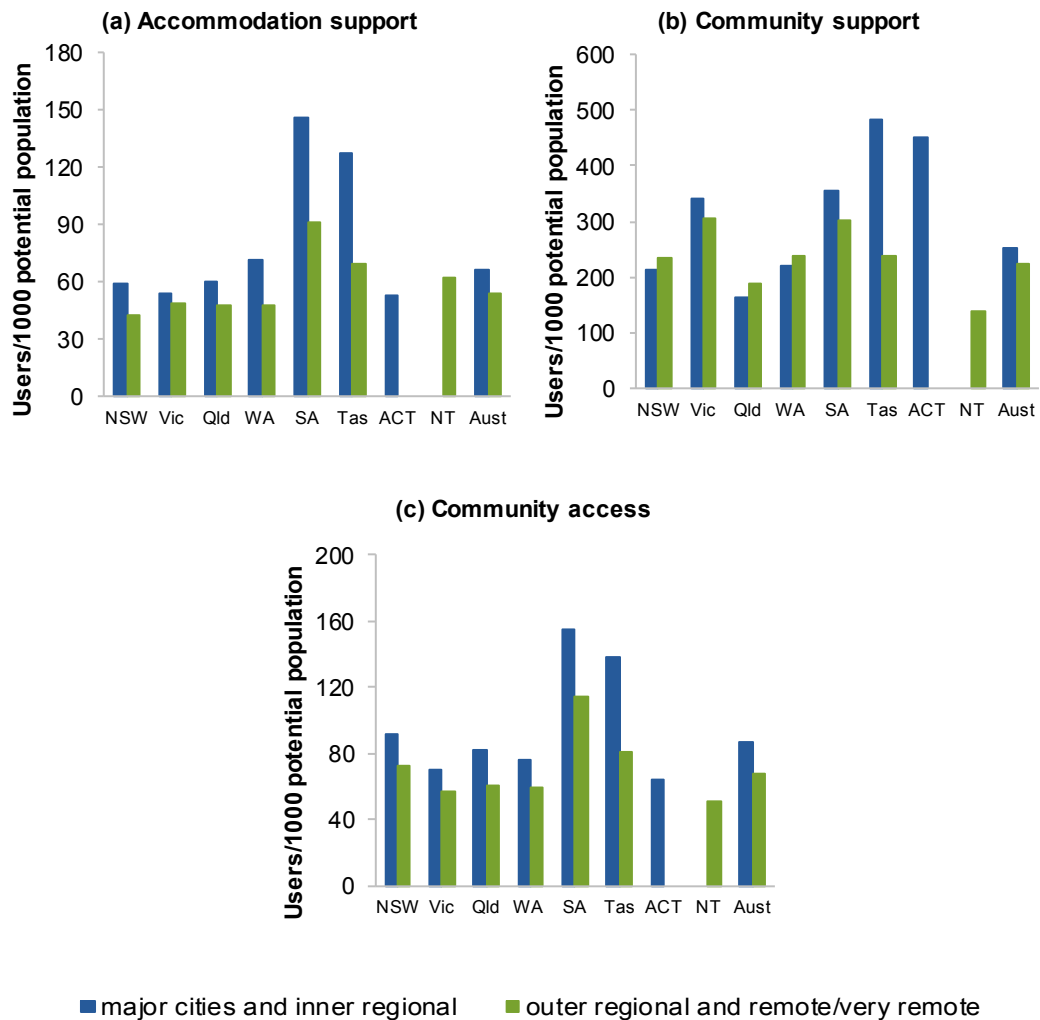 (a) Accommodation support
Users/1000 potential population
180
150
120
90
60
30
0
NSW Vic Qld WA SA Tas ACT NT Aust
(b) Community support
Users/1000 potential population
600
500
400
300
200
100
0
NSW Vic Qld WA SA Tas ACT NT Aust
(c) Community access
Users/1000 potential population
200
160
120
80
40
0
NSW Vic Qld WA SA Tas ACT NT Aust
major cities and inner regional
outer regional and remote/very remote